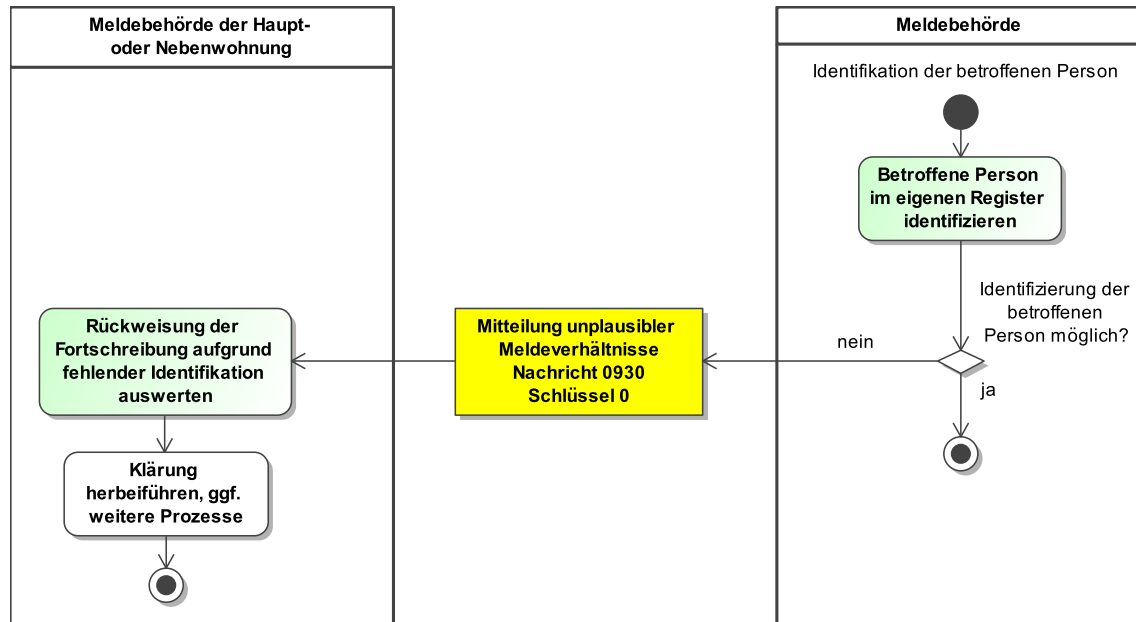 Meldebehörde der Haupt-
oder Nebenwohnung
Meldebehörde
Identifikation der betroffenen Person
Betroffene Person
im eigenen Register
identifizieren
Identifizierung der
betroffenen
Person möglich?
nein
ja
Mitteilung unplausibler
Meldeverhältnisse
Nachricht 0930
Schlüssel 0
Rückweisung der
Fortschreibung aufgrund
fehlender Identifikation
auswerten
Klärung
herbeiführen, ggf.
weitere Prozesse